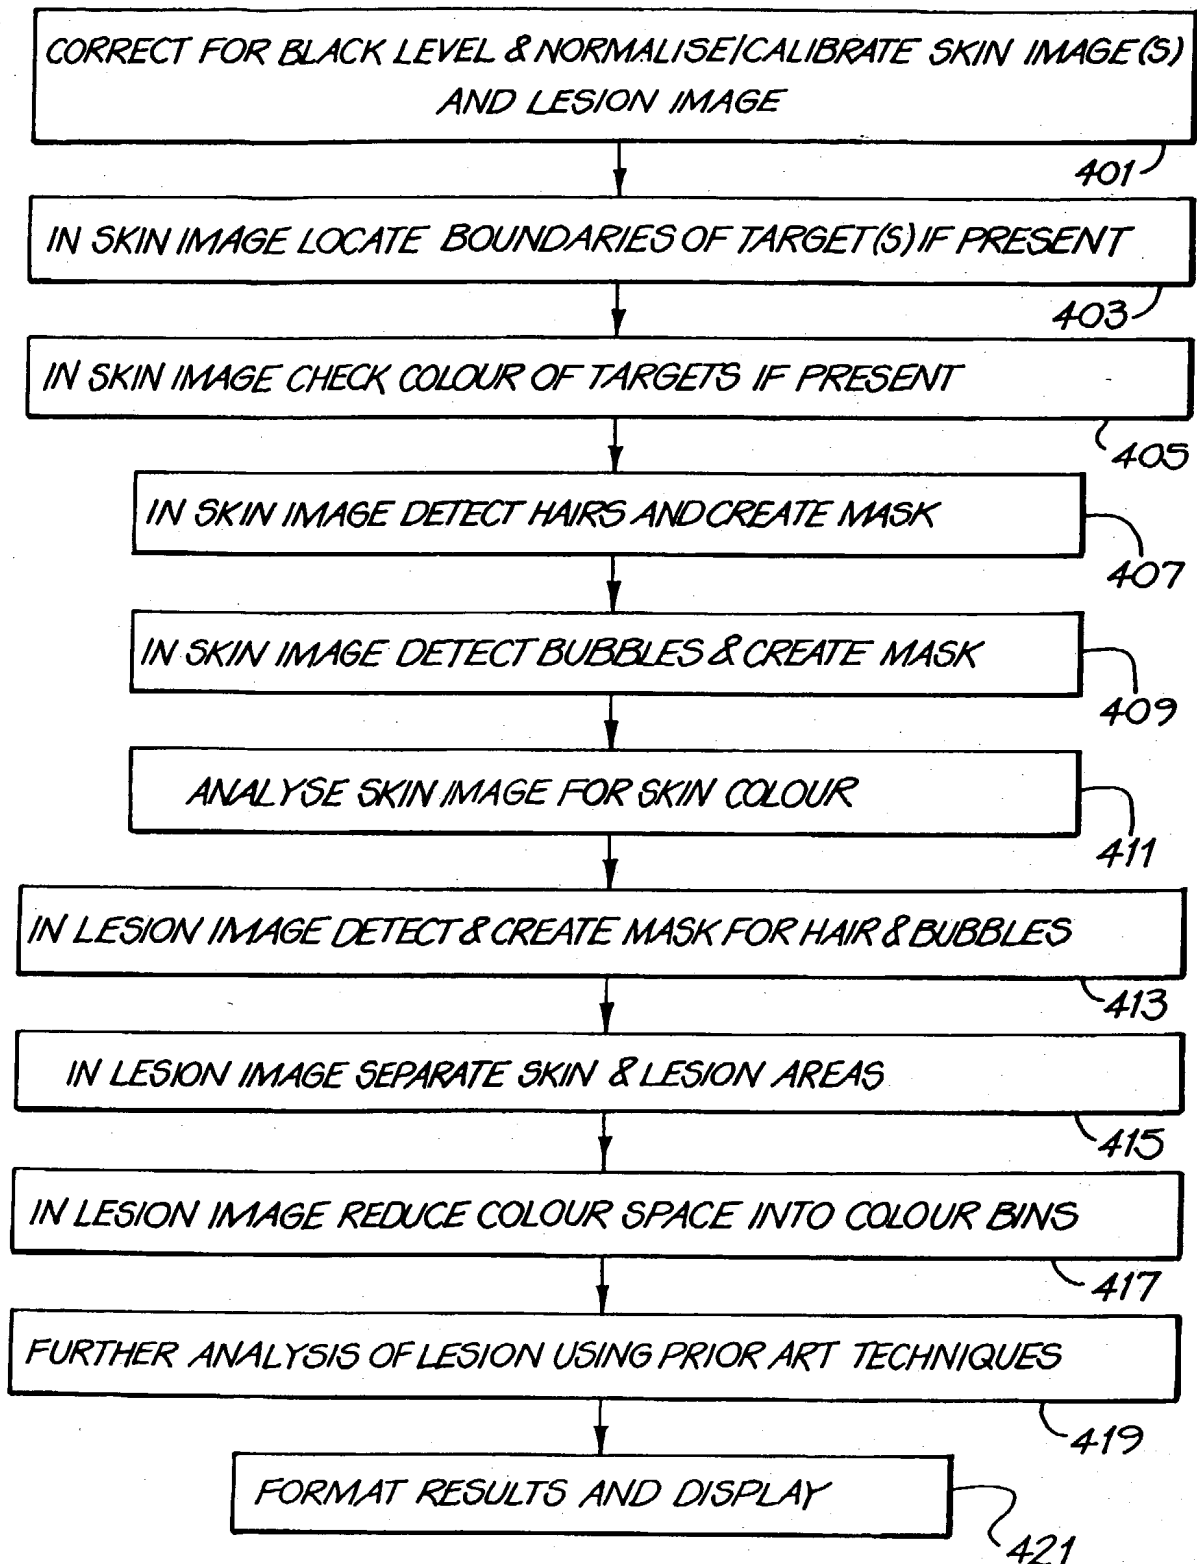 CORRECT FOR BLACK LEVEL & NORMALISE/CALIBRATE SKIN IMAGE(S)
AND LESION IMAGE
401
IN SKIN IMAGE LOCATE BOUNDARIES OF TARGET(S) IF PRESENT
403
IN SKIN IMAGE CHECK COLOUR OF TARGETS IF PRESENT
405
IN SKIN IMAGE DETECT HAIRS AND CREATE MASK
407
IN SKIN IMAGE DETECT BUBBLES & CREATE MASK
409
ANALYSE SKIN IMAGE FOR SKIN COLOUR
411
IN LESION IMAGE DETECT & CREATE MASK FOR HAIR & BUBBLES
413
IN LESION IMAGE SEPARATE SKIN & LESION AREAS
415
IN LESION IMAGE REDUCE COLOUR SPACE INTO COLOUR BINS
417
FURTHER ANALYSIS OF LESION USING PRIOR ART TECHNIQUES
419
FORMAT RESULTS AND DISPLAY
421